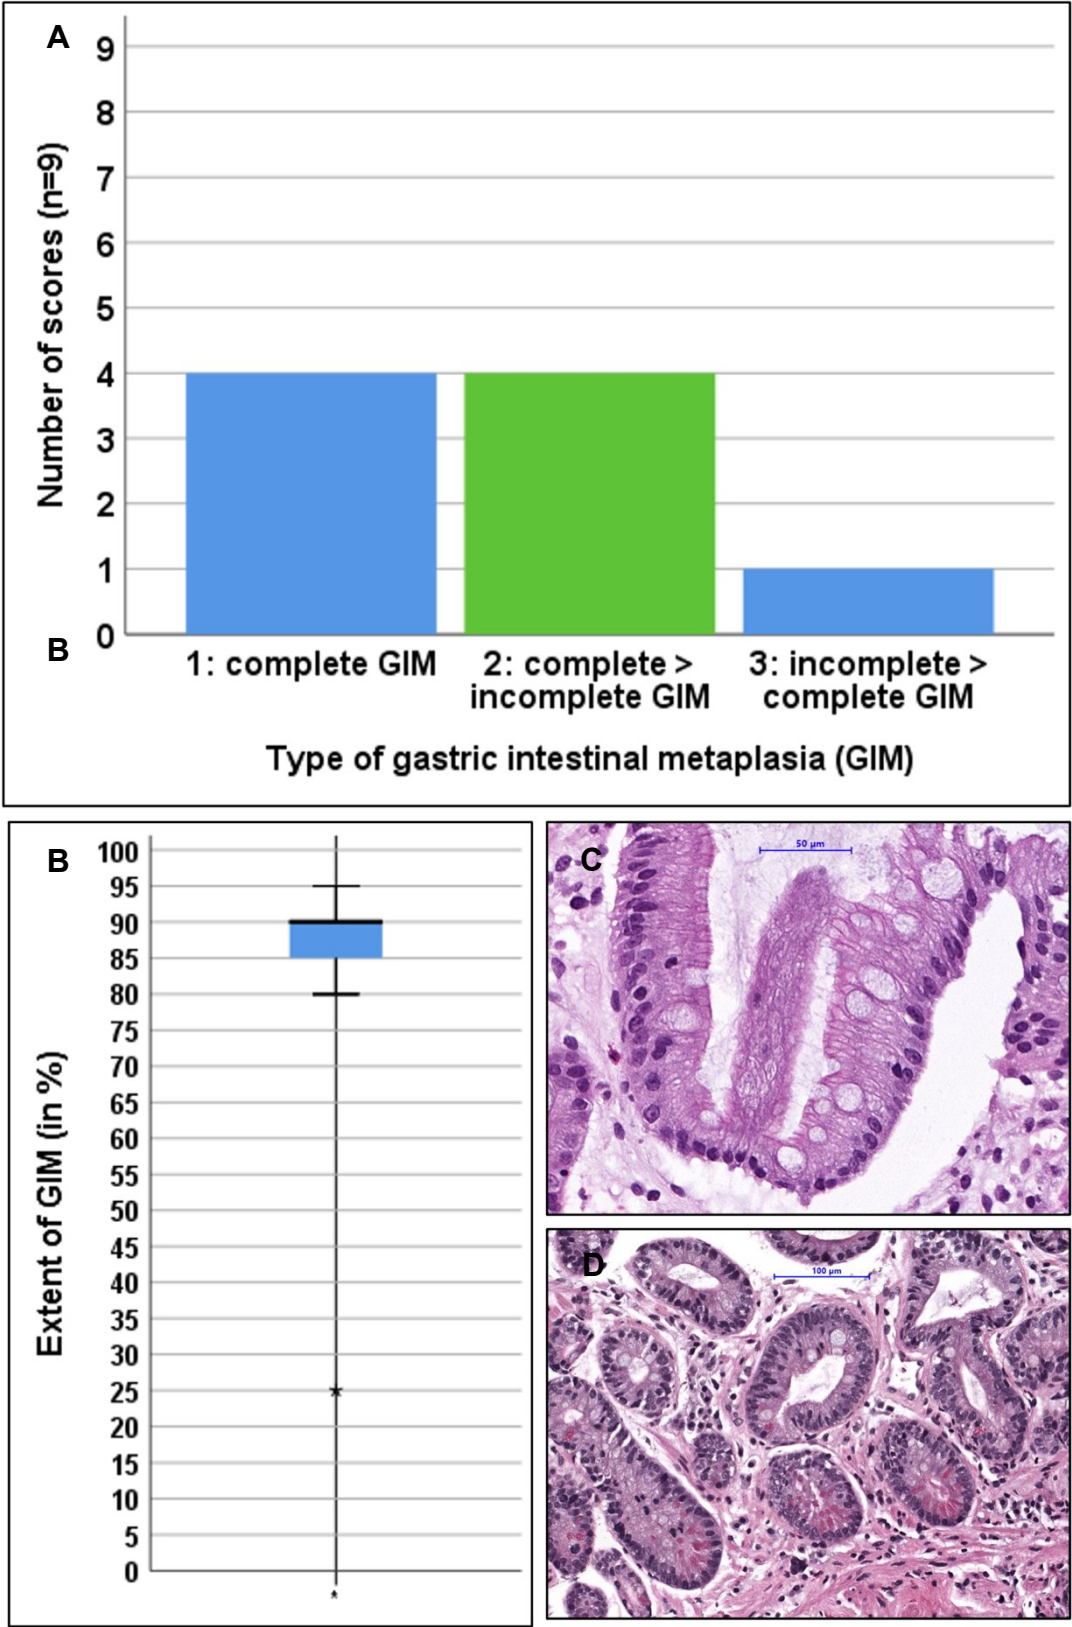 A
Number of scores (n=9)
9
8
7
6
5
4
3
2
1
0
B
1: complete GIM
2: complete >
incomplete GIM
3: incomplete >
complete GIM
Type of gastric intestinal metaplasia (GIM)
B
Extent of GIM (in %)
100
95
90
85
80
75
70
65
60
55
50
45
40
35
30
25
20
15
10
5
0
C
50 µm
D
100 µm